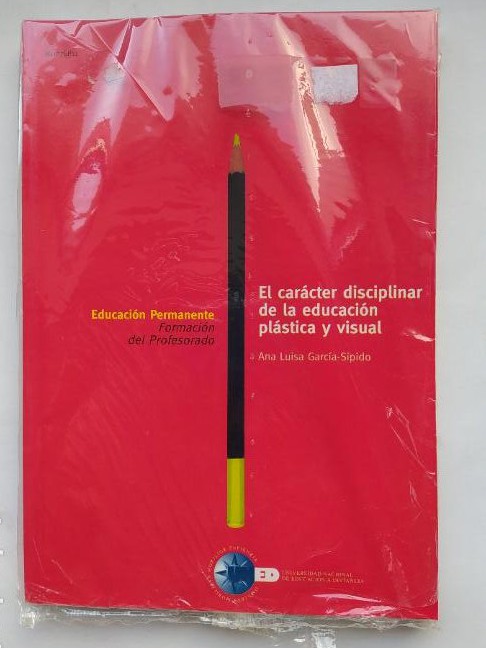 El carácter disciplinar
de la educación
plástica y visual
Ana Luisa García-Sípido
Educación Permanente
Formación
del Profesorado
UNIVERSIDAD NACIONAL
DE EDUCACIÓN A DISTANCIA